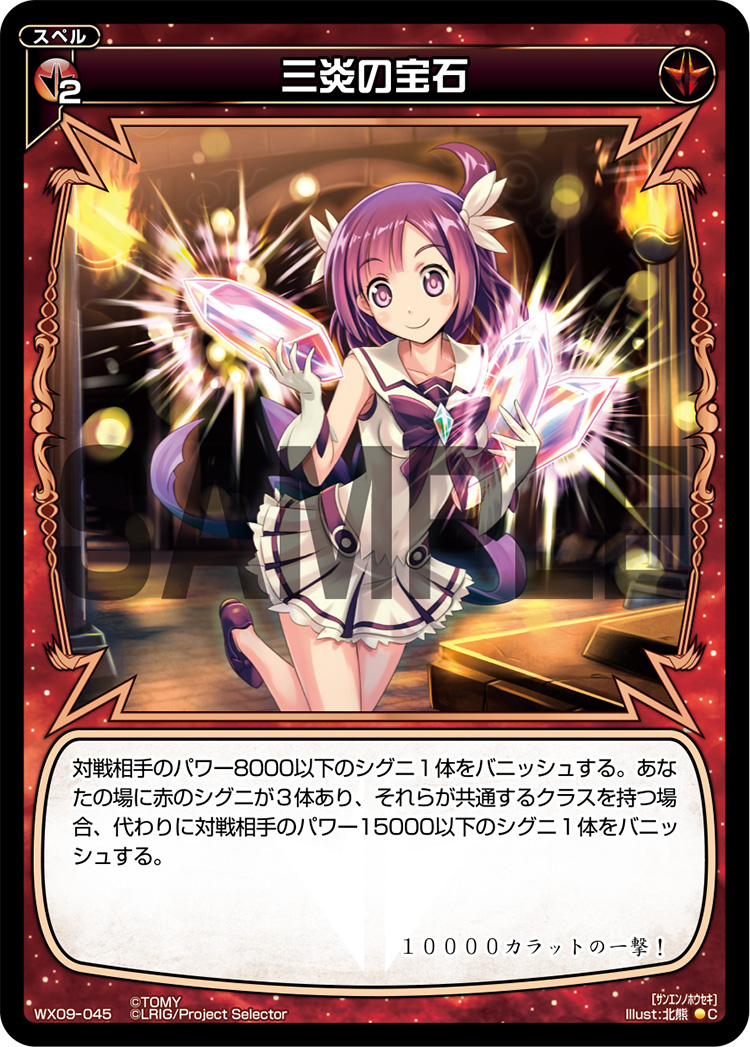 スペル
2
三炎の宝石
SAMPLE
対戦相手のパワー8000以下のシグニ１体をバニッシュする。あな
たの場に赤のシグニが３体あり、それらが共通するクラスを持つ場
合、代わりに対戦相手のパワー15000以下のシグニ１体をバニッ
シュする。
１００００カラットの一撃！
©TOMY
[サンエンノホウセキ]
WX09-045 ©LRIG/Project Selector
Illust:北熊 C